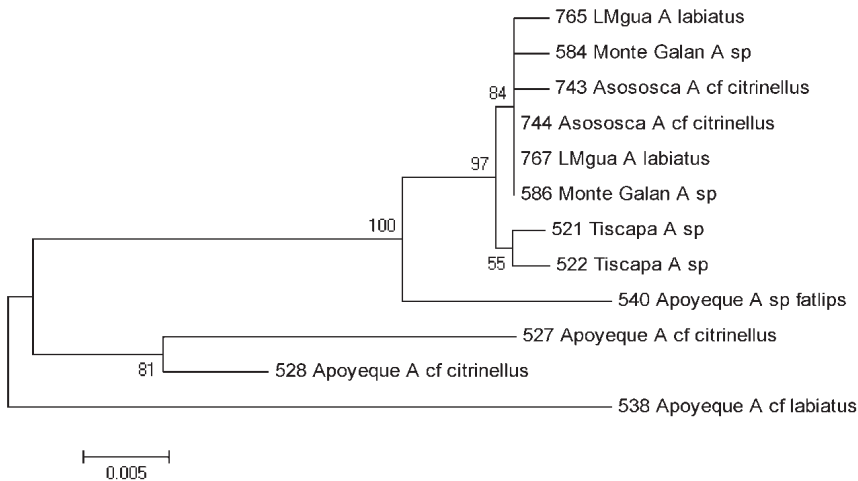 765 LMgua A labiatus
584 Monte Galan A sp
743 Asososca A cf citrinellus
84
744 Asososca A cf citrinellus
767 LMgua A labiatus
97
586 Monte Galan A sp
100
521 Tiscapa A sp
55
522 Tiscapa A sp
540 Apoyeque A sp fatlips
527 Apoyeque A cf citrinellus
81
528 Apoyeque A cf citrinellus
538 Apoyeque A cf labiatus
0.005